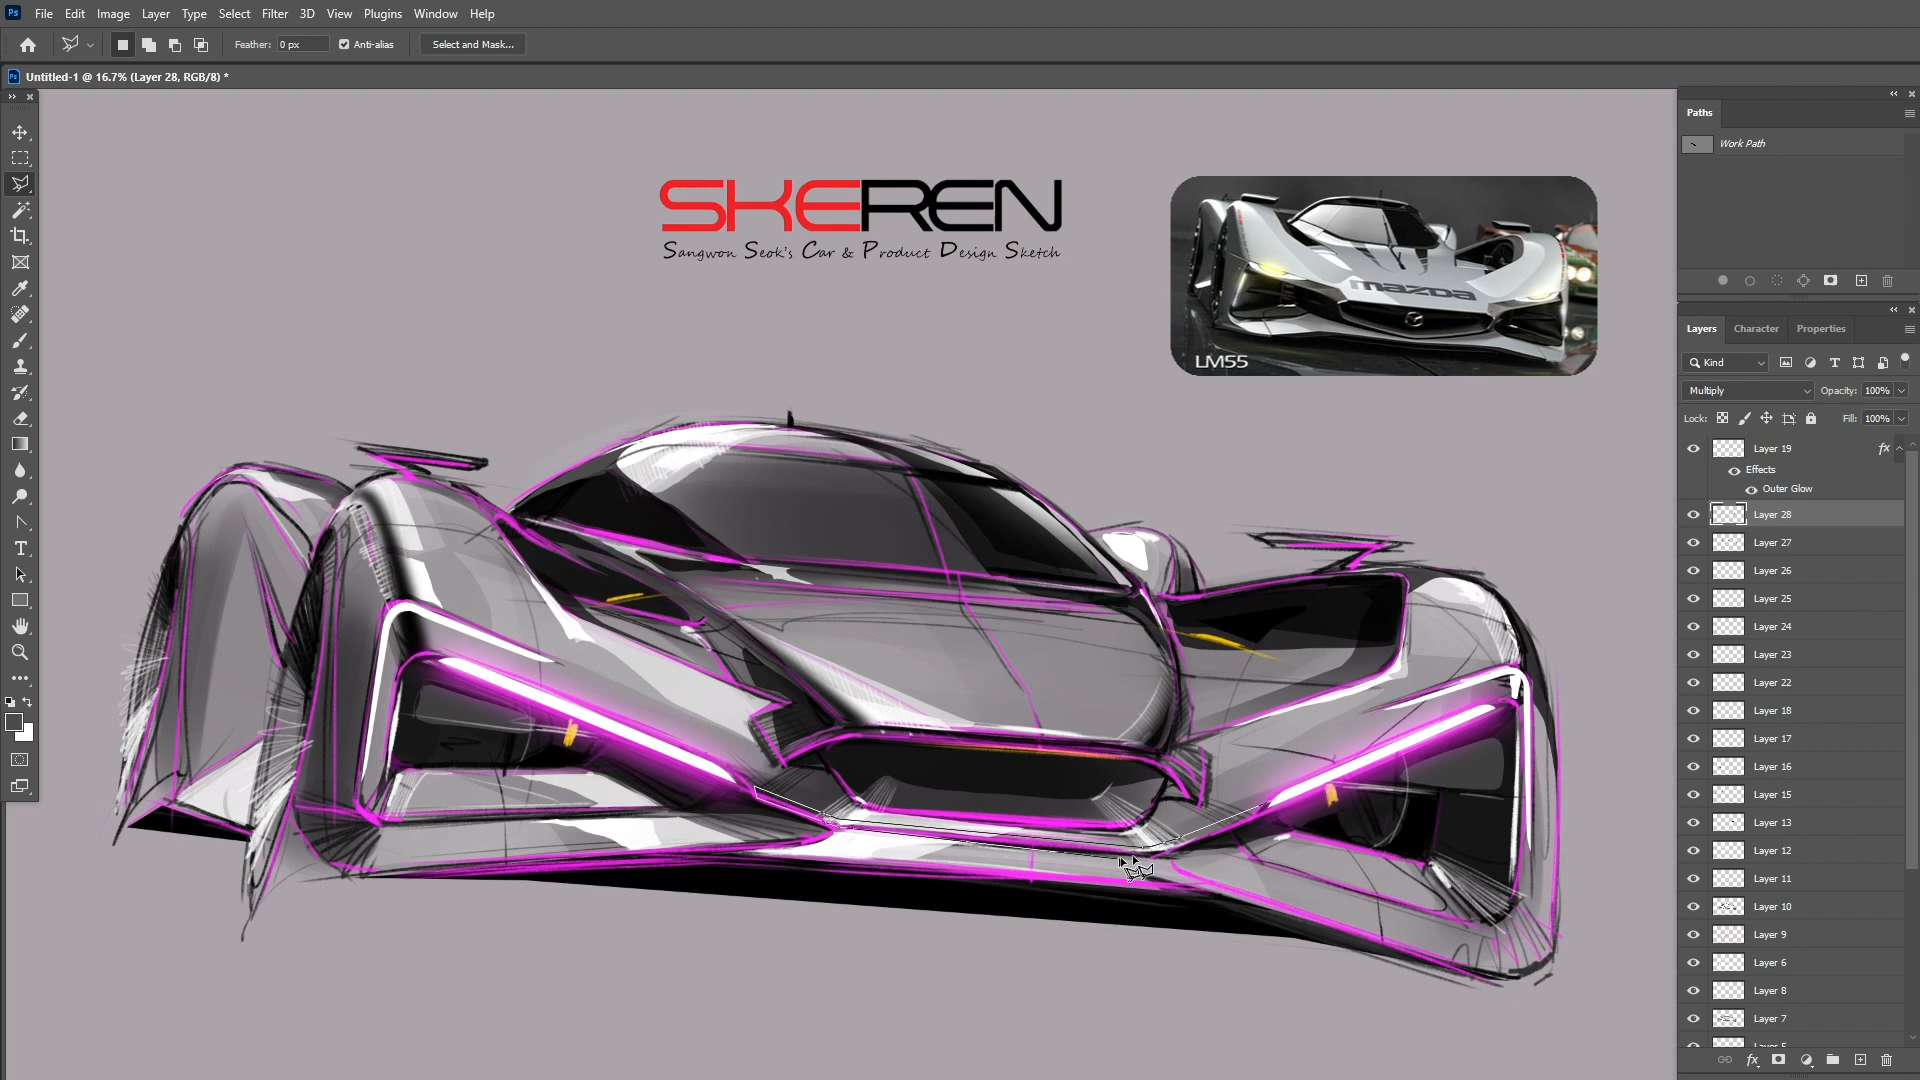 Ps File Edit Image Layer Type Select Filter 3D View Plugins Window Help
Feather: 0 px Anti-alias Select and Mask...
Ps Untitled-1 @ 16.7% (Layer 28, RGB/8) *
SKEREN
Sangwon Seok's Car & Product Design Sketch
mazda
LM55
Paths
Work Path
Layers Character Properties
Kind
Multiply Opacity: 100%
Lock: Fill: 100%
Layer 19 fx
Effects
Outer Glow
Layer 28
Layer 27
Layer 26
Layer 25
Layer 24
Layer 23
Layer 22
Layer 18
Layer 17
Layer 16
Layer 15
Layer 13
Layer 12
Layer 11
Layer 10
Layer 9
Layer 6
Layer 8
Layer 7
fx